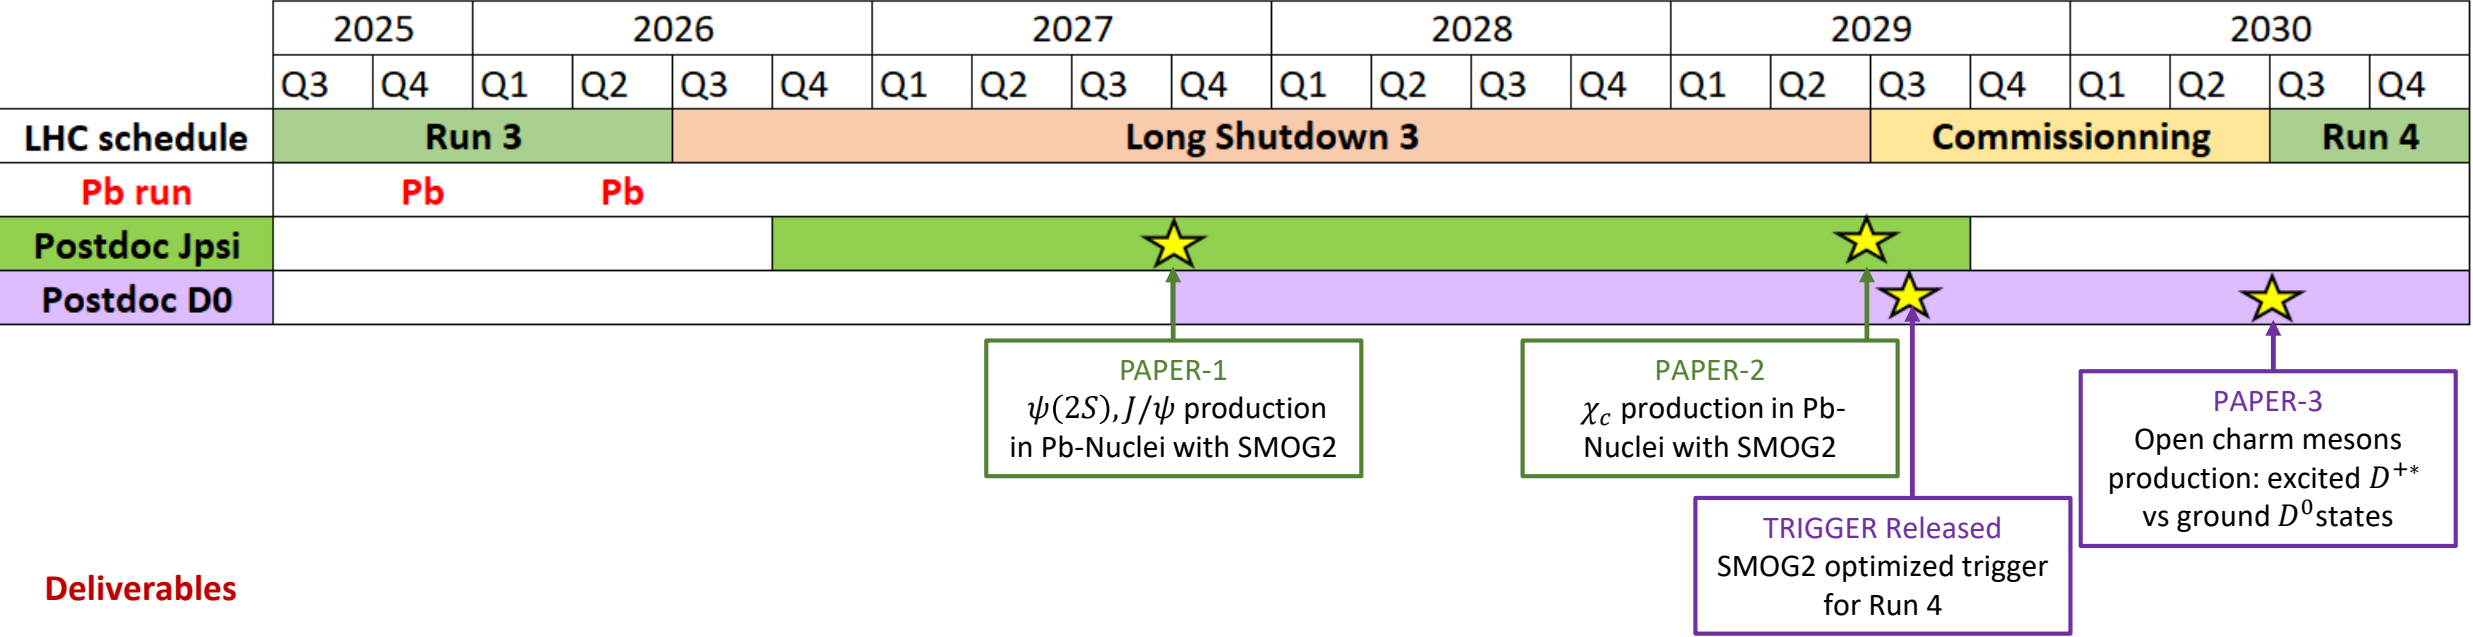 2025 2026 2027 2028 2029 2030
Q3 Q4 Q1 Q2 Q3 Q4 Q1 Q2 Q3 Q4 Q1 Q2 Q3 Q4 Q1 Q2 Q3 Q4 Q1 Q2 Q3 Q4
LHC schedule Run 3 Long Shutdown 3 Commissionning Run 4
Pb run Pb Pb
Postdoc Jpsi
Postdoc D0
PAPER-1
ψ(2S), J/ψ production
in Pb-Nuclei with SMOG2
PAPER-2
χc production in Pb-
Nuclei with SMOG2
TRIGGER Released
SMOG2 optimized trigger
for Run 4
PAPER-3
Open charm mesons
production: excited D⁺*
vs ground D⁰ states
Deliverables